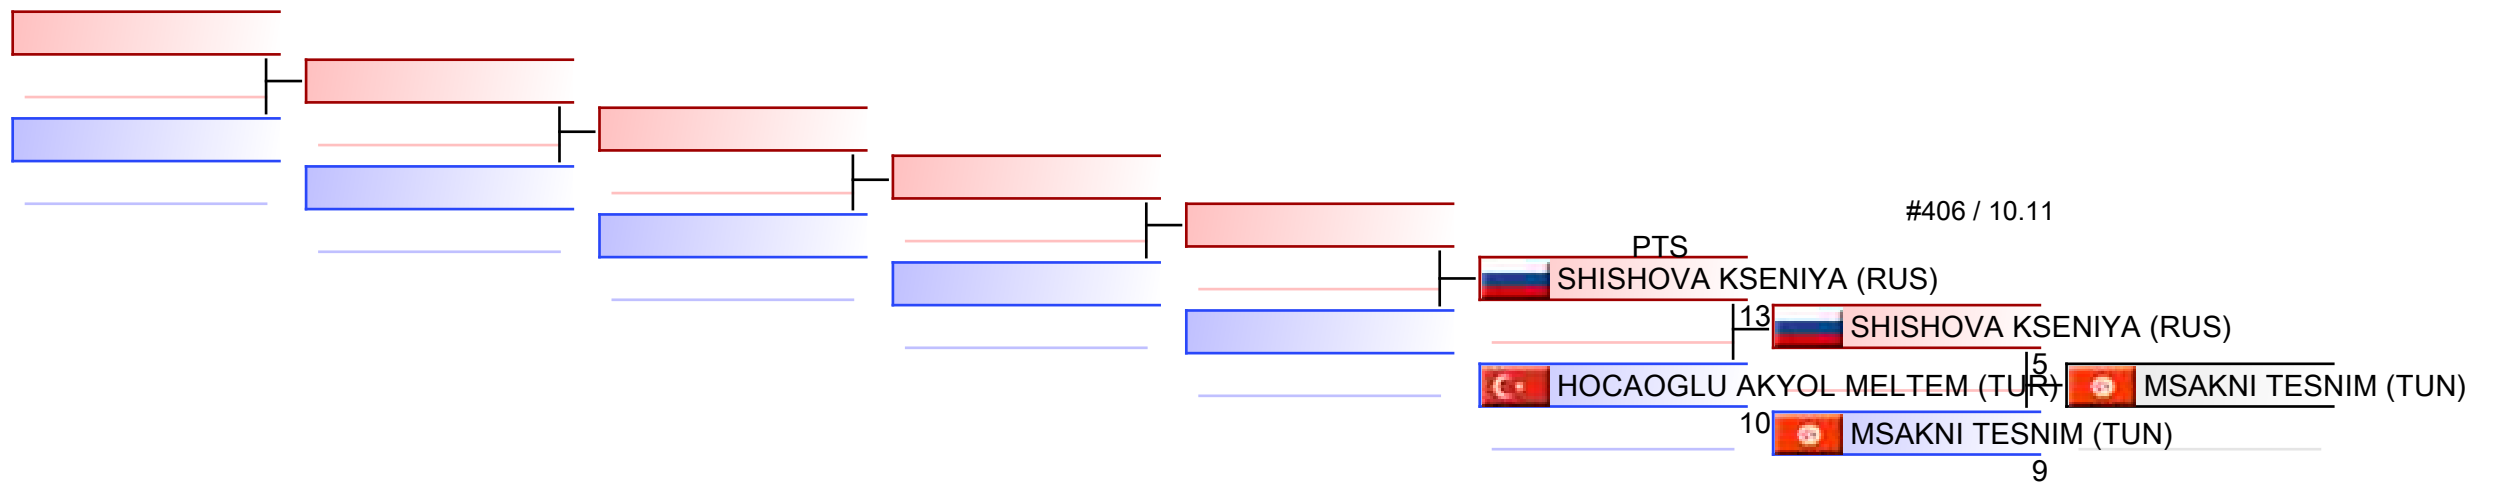 #406 / 10.11
PTS
SHISHOVA KSENIYA (RUS)
13
SHISHOVA KSENIYA (RUS)
5
HOCAOGLU AKYOL MELTEM (TUR)
MSAKNI TESNIM (TUN)
10
MSAKNI TESNIM (TUN)
9